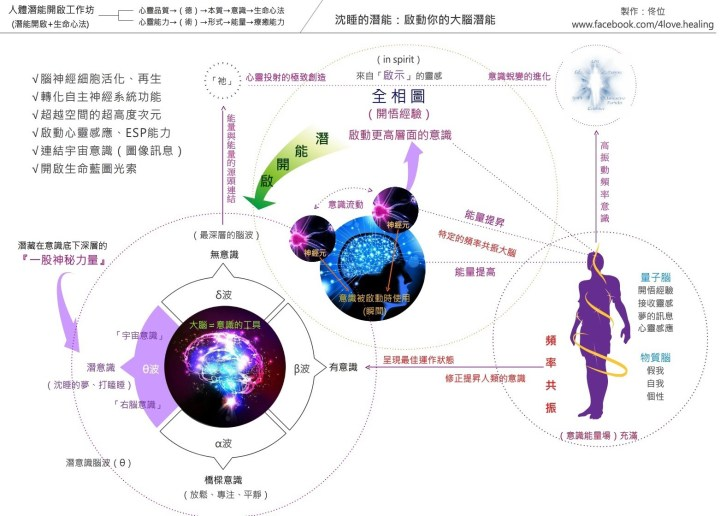 人體潛能開啟工作坊
(潛能開啟+生命心法)
心靈品質→(德)→本質→意識→生命心法
心靈能力→(術)→形式→能量→療癒能力
沈睡的潛能：啟動你的大腦潛能
製作：佟位
www.facebook.com/4love.healing
√腦神經細胞活化、再生
√轉化自主神經系統功能
√超越空間的超高度次元
√啟動心靈感應、ESP能力
√連結宇宙意識（圖像訊息）
√開啟生命藍圖光索
「祂」
心靈投射的極致創造
(in spirit)
來自「啟示」的靈感
全相圖
(開悟經驗)
啟動更高層面的意識
意識蛻變的進化
能量與能量的源頭連結
啟開能潛
高振動頻率意識
意識流動
神經元
神經元
意識被啟動時使用
(瞬間)
能量提昇
特定的頻率共振大腦
能量提高
潛藏在意識底下深層的
『一股神秘力量』
(最深層的腦波)
無意識
δ波
大腦＝意識的工具
「宇宙意識」
潛意識
θ波
(沈睡的夢、打瞌睡)
「右腦意識」
β波
有意識
α波
潛意識腦波(θ)
橋樑意識
(放鬆、專注、平靜)
呈現最佳運作狀態
修正提昇人類的意識
頻率共振
量子腦
開悟經驗
接收靈感
夢的訊息
心靈感應
物質腦
假我
自我
個性
(意識能量場)充滿